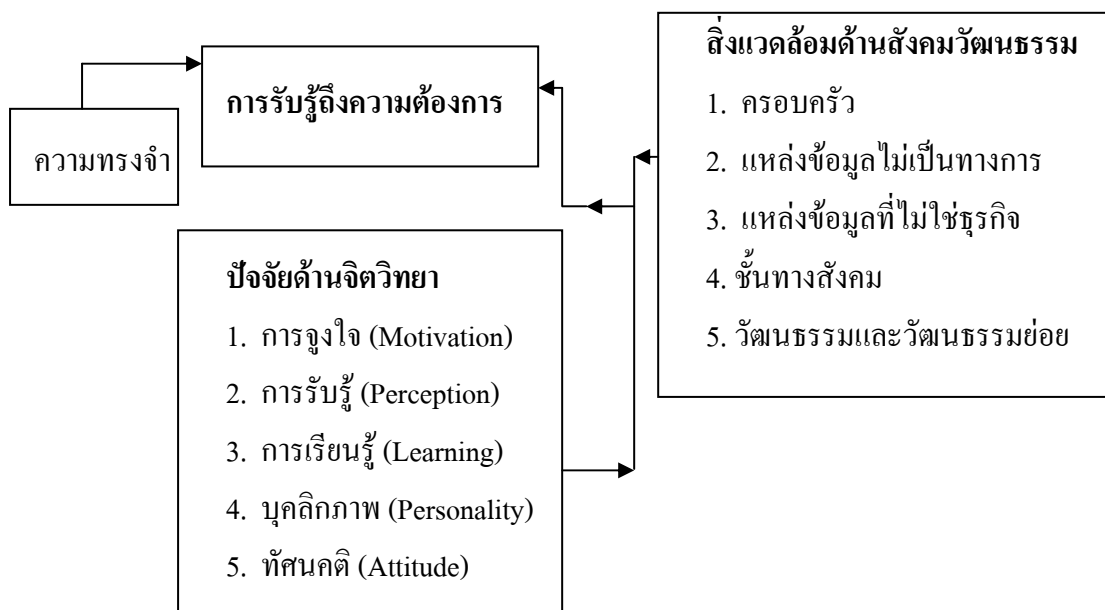 การรับรู้ถึงความต้องการ
ความทรงจำ
สิ่งแวดล้อมด้านสังคมวัฒนธรรม
1. ครอบครัว
2. แหล่งข้อมูลไม่เป็นทางการ
3. แหล่งข้อมูลที่ไม่ใช่ธุรกิจ
4. ชั้นทางสังคม
5. วัฒนธรรมและวัฒนธรรมย่อย
ปัจจัยด้านจิตวิทยา
1. การจูงใจ (Motivation)
2. การรับรู้ (Perception)
3. การเรียนรู้ (Learning)
4. บุคลิกภาพ (Personality)
5. ทัศนคติ (Attitude)